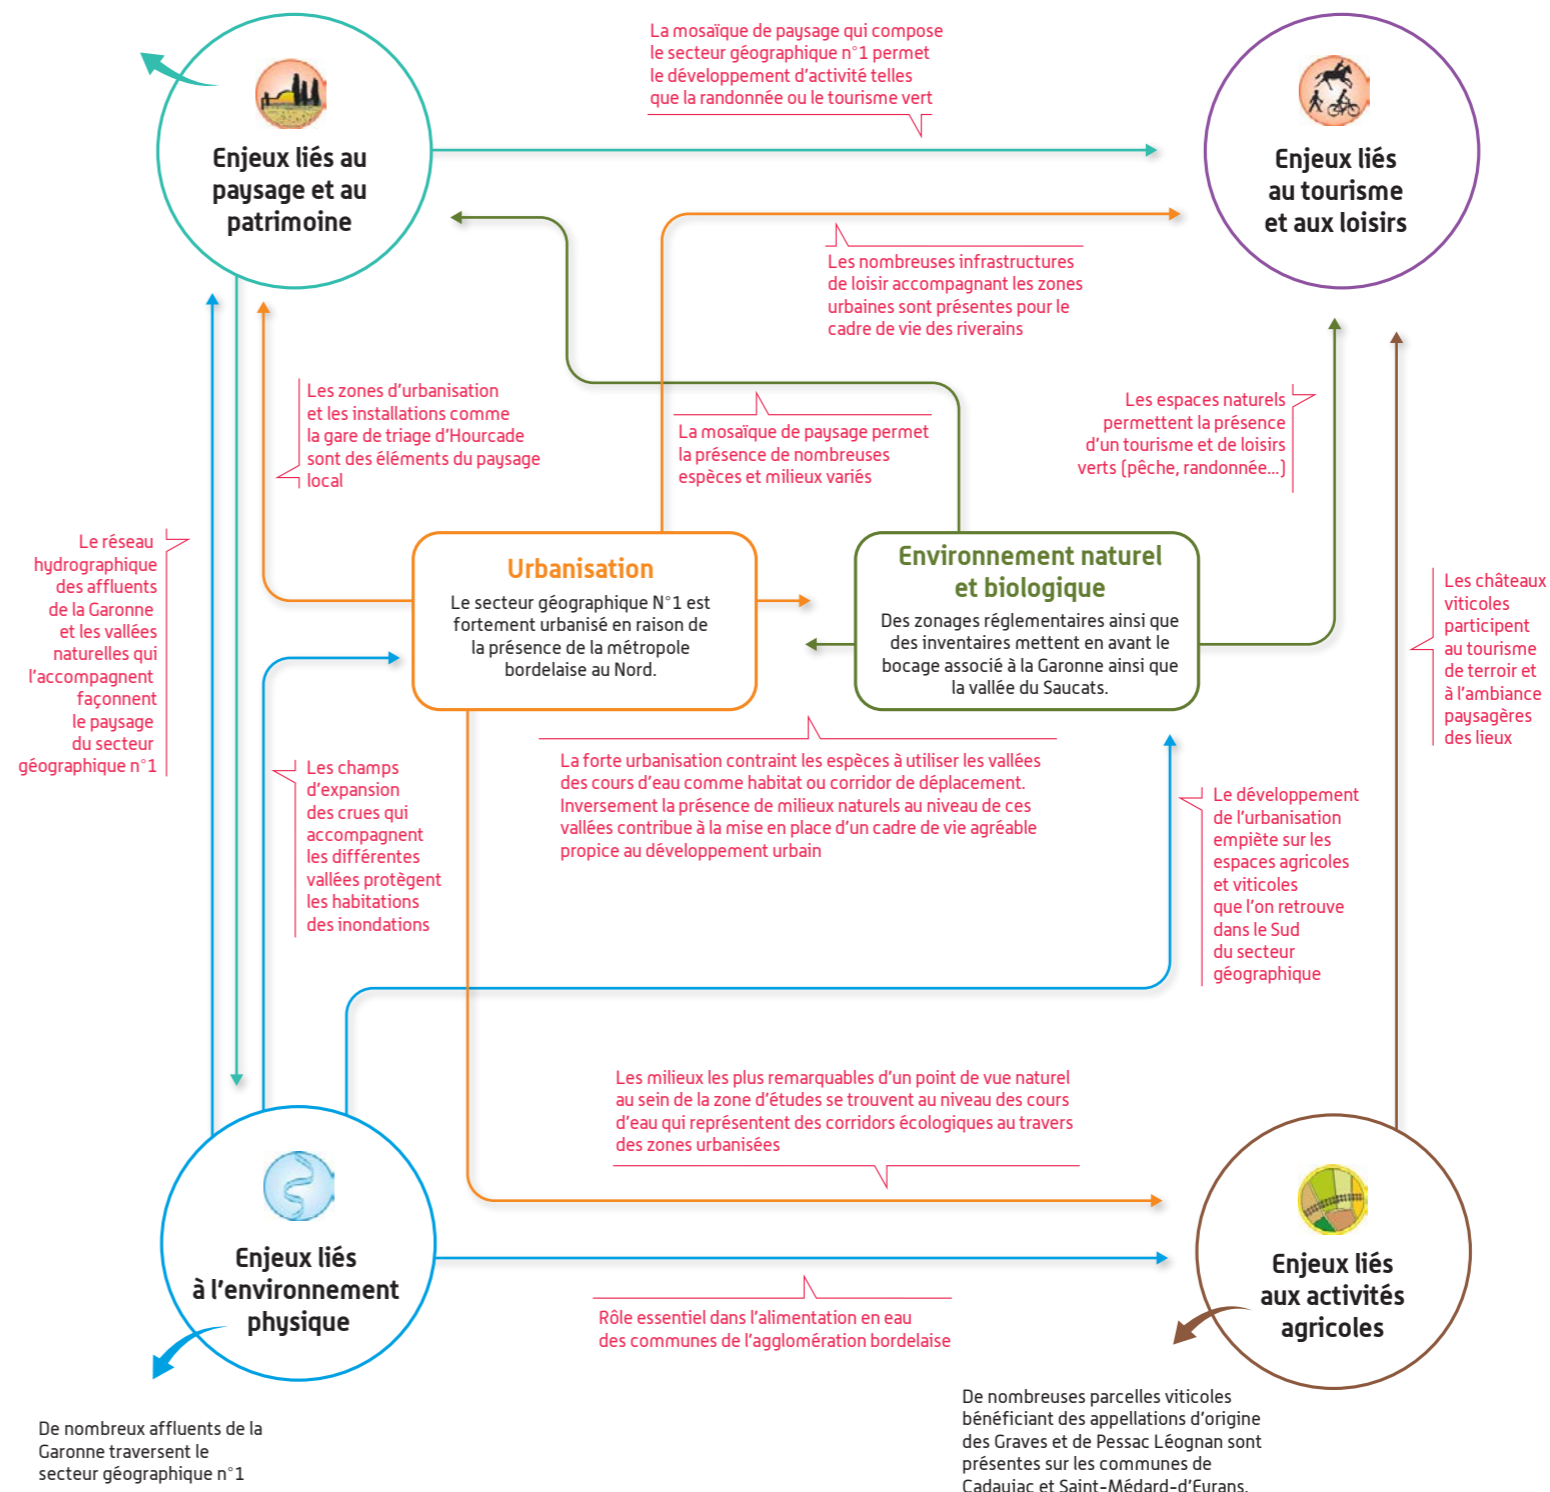 La mosaïque de paysage qui compose
le secteur géographique n°1 permet
le développement d'activité telles
que la randonnée ou le tourisme vert
Enjeux liés au
paysage et au
patrimoine
Enjeux liés
au tourisme
et aux loisirs
Les nombreuses infrastructures
de loisir accompagnant les zones
urbaines sont présentes pour le
cadre de vie des riverains
Les zones d'urbanisation
et les installations comme
la gare de triage d'Hourcade
sont des éléments du paysage
local
La mosaïque de paysage permet
la présence de nombreuses
espèces et milieux variés
Les espaces naturels
permettent la présence
d'un tourisme et de loisirs
verts (pêche, randonnée...)
Le réseau
hydrographique
des affluents
de la Garonne
et les vallées
naturelles qui
l'accompagnent
façonnent
le paysage
du secteur
géographique n°1
Urbanisation
Le secteur géographique N°1 est
fortement urbanisé en raison de
la présence de la métropole
bordelaise au Nord.
Environnement naturel
et biologique
Des zonages réglementaires ainsi que
des inventaires mettent en avant le
bocage associé à la Garonne ainsi que
la vallée du Saucats.
Les châteaux
viticoles
participent
au tourisme
de terroir et
à l'ambiance
paysagères
des lieux
Les champs
d'expansion
des crues qui
accompagnent
les différentes
vallées protègent
les habitations
des inondations
La forte urbanisation contraint les espèces à utiliser les vallées
des cours d'eau comme habitat ou corridor de déplacement.
Inversement la présence de milieux naturels au niveau de ces
vallées contribue à la mise en place d'un cadre de vie agréable
propice au développement urbain
Le développement
de l'urbanisation
empiète sur les
espaces agricoles
et viticoles
que l'on retrouve
dans le Sud
du secteur
géographique
Les milieux les plus remarquables d'un point de vue naturel
au sein de la zone d'études se trouvent au niveau des cours
d'eau qui représentent des corridors écologiques au travers
des zones urbanisées
Enjeux liés
à l'environnement
physique
Enjeux liés
aux activités
agricoles
Rôle essentiel dans l'alimentation en eau
des communes de l'agglomération bordelaise
De nombreux affluents de la
Garonne traversent le
secteur géographique n°1
De nombreuses parcelles viticoles
bénéficiant des appellations d'origine
des Graves et de Pessac Léognan sont
présentes sur les communes de
Cadaujac et Saint-Médard-d'Eyrans.